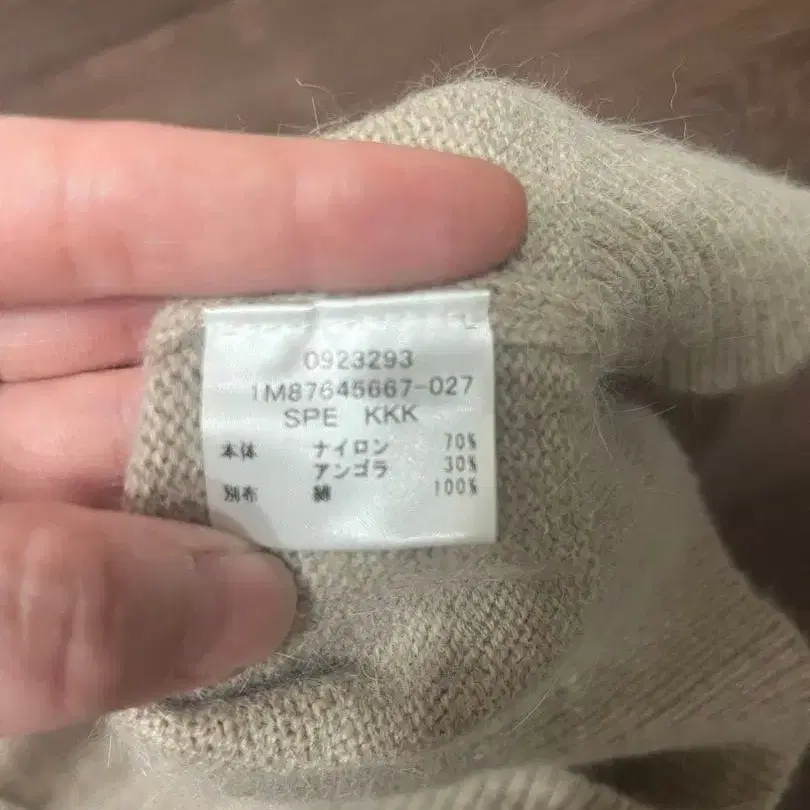 0923293
1M87645667-027
SPE KKK
本体 ナイロン 70%
アンゴラ 30%
別布 綿 100%